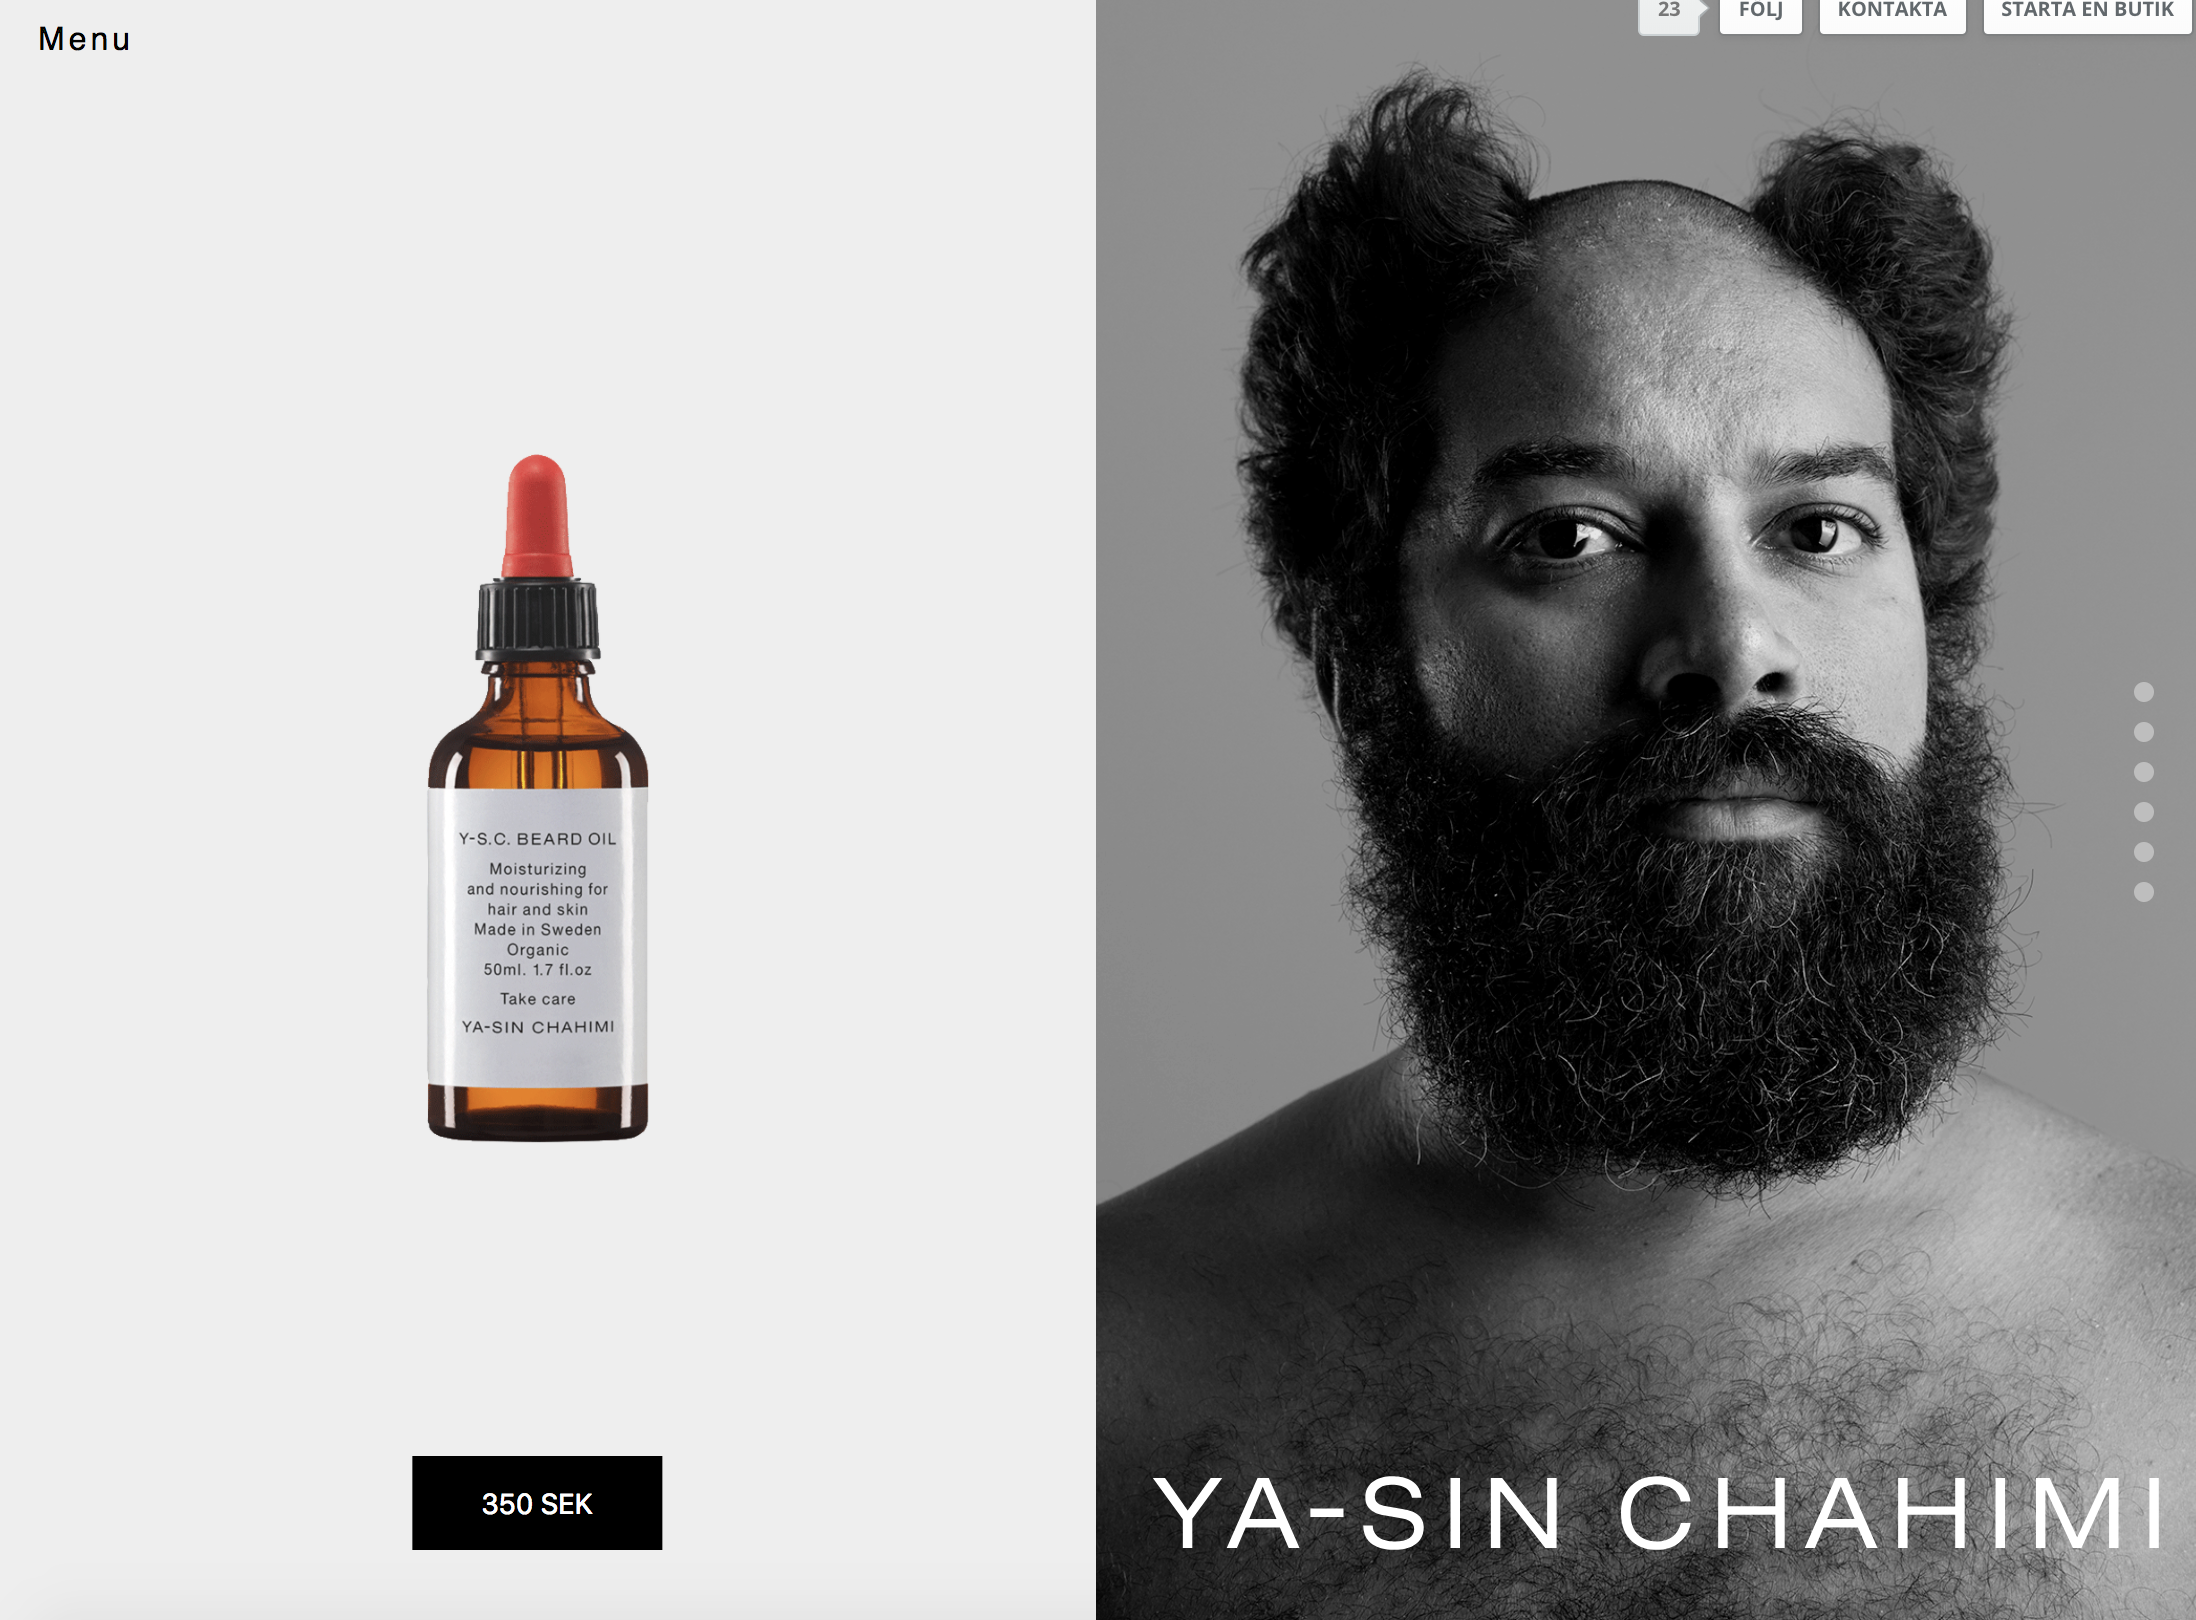 Menu
23
FÖLJ
KONTAKTA
STARTA EN BUTIK
Y-S.C. BEARD OIL
Moisturizing
and nourishing for
hair and skin
Made in Sweden
Organic
50ml. 1.7 fl.oz
Take care
YA-SIN CHAHIMI
350 SEK
YA-SIN CHAHIMI